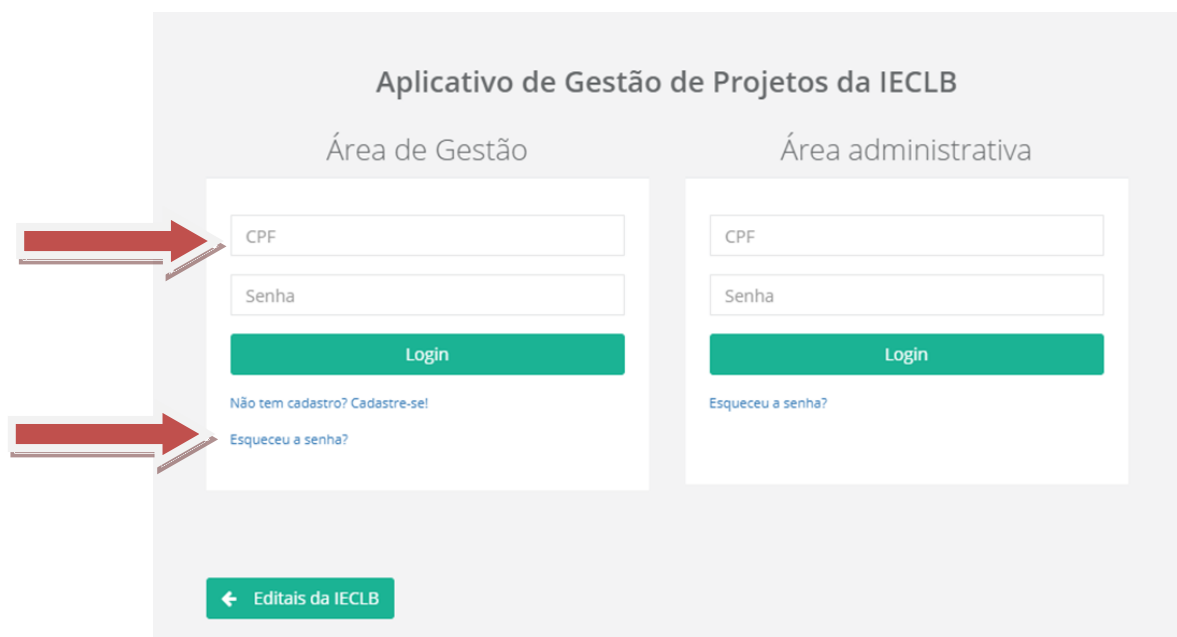 Aplicativo de Gestão de Projetos da IECLB
Área de Gestão
CPF
Senha
Login
Não tem cadastro? Cadastre-se!
Esqueceu a senha?
Área administrativa
CPF
Senha
Login
Esqueceu a senha?
Editais da IECLB